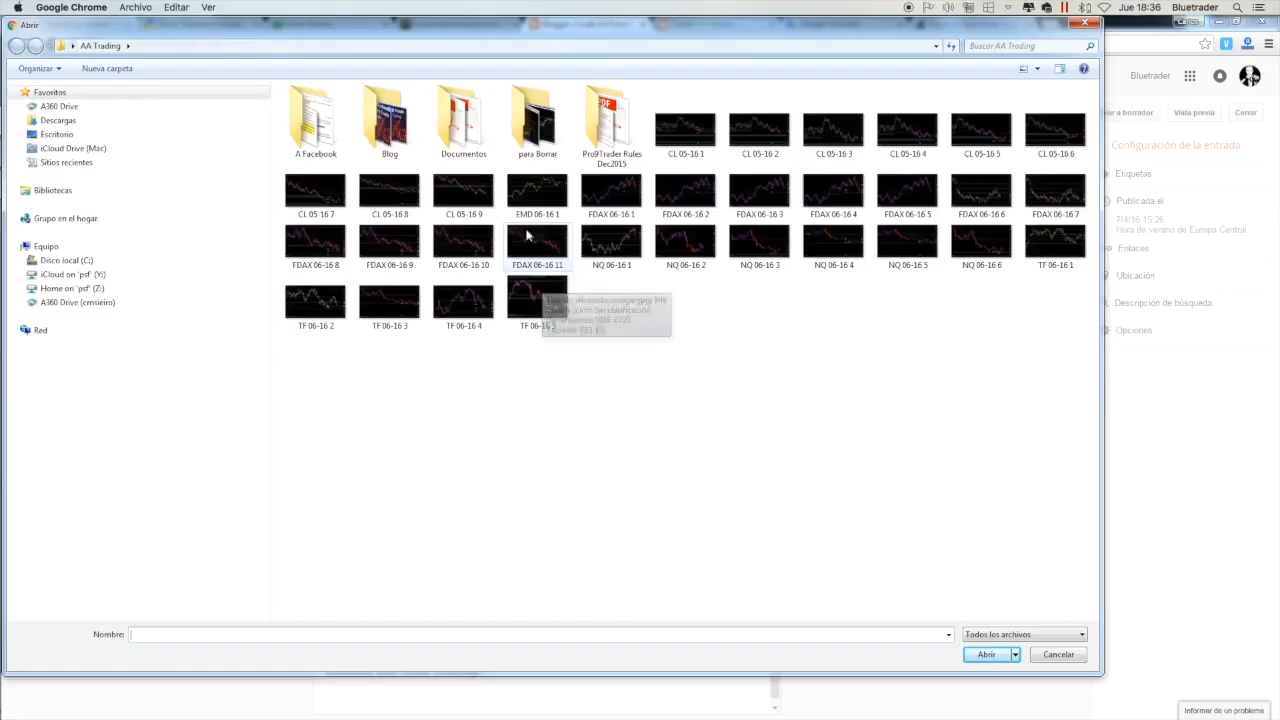 Google Chrome Archivo Editar Ver
Jue 18:36 Bluetrader
Abrir
Carlos
AA Trading
Buscar AA Trading
Organizar Nueva carpeta
Favoritos
A360 Drive
Descargas
Escritorio
iCloud Drive (Mac)
Sitios recientes
Bibliotecas
Grupo en el hogar
Equipo
Disco local (C:)
iCloud on 'psf' (Y:)
Home on 'psf' (Z:)
A360 Drive (cmsieiro)
Red
A Facebook Blog Documentos para Borrar Pro9Trader Rules
Dec2015
CL 05-16 1 CL 05-16 2 CL 05-16 3 CL 05-16 4 CL 05-16 5 CL 05-16 6
CL 05-16 7 CL 05-16 8 CL 05-16 9 EMD 06-16 1 FDAX 06-16 1 FDAX 06-16 2 FDAX 06-16 3 FDAX 06-16 4 FDAX 06-16 5 FDAX 06-16 6 FDAX 06-16 7
FDAX 06-16 8 FDAX 06-16 9 FDAX 06-16 10 FDAX 06-16 11 NQ 06-16 1 NQ 06-16 2 NQ 06-16 3 NQ 06-16 4 NQ 06-16 5 NQ 06-16 6 TF 06-16 1
TF 06-16 2 TF 06-16 3 TF 06-16 4 TF 06-16
Nombre: Todos los archivos
Abrir Cancelar
Bluetrader
ar a borrador Vista previa Cerrar
Configuración de la entrada
Etiquetas
Publicada el
7/4/16 15:26
Hora de verano de Europa Central
Enlaces
Ubicación
Descripción de búsqueda
Opciones
Informar de un problema